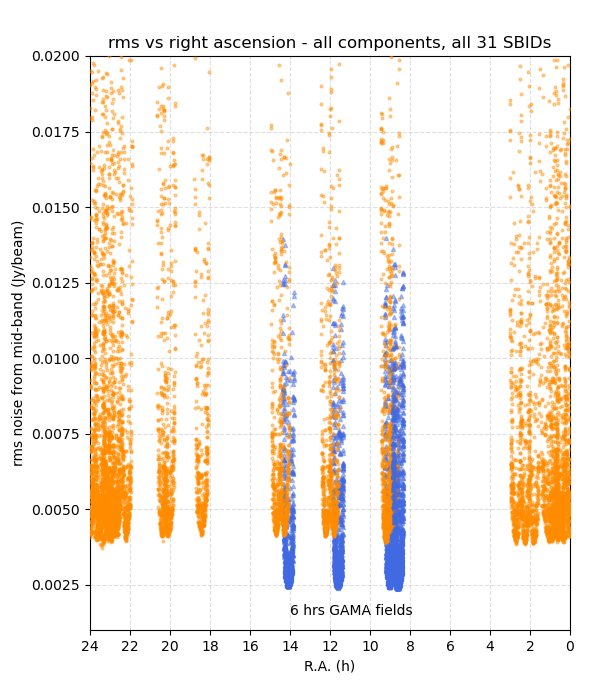 rms vs right ascension - all components, all 31 SBIDs
rms noise from mid-band (Jy/beam)
0.0200
0.0175
0.0150
0.0125
0.0100
0.0075
0.0050
0.0025
6 hrs GAMA fields
24 22 20 18 16 14 12 10 8 6 4 2 0
R.A. (h)